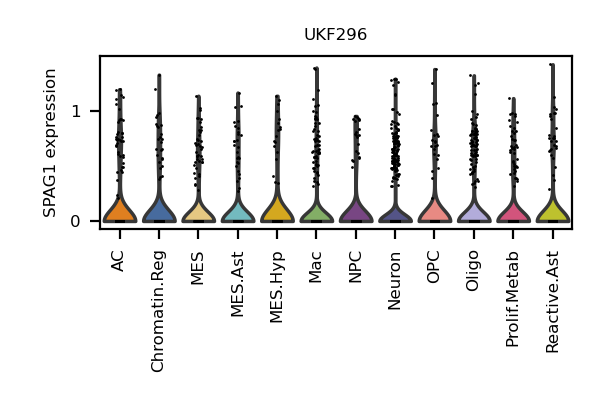 UKF296
SPAG1 expression
1
0
AC
Chromatin.Reg
MES
MES.Ast
MES.Hyp
Mac
NPC
Neuron
OPC
Oligo
Prolif.Metab
Reactive.Ast